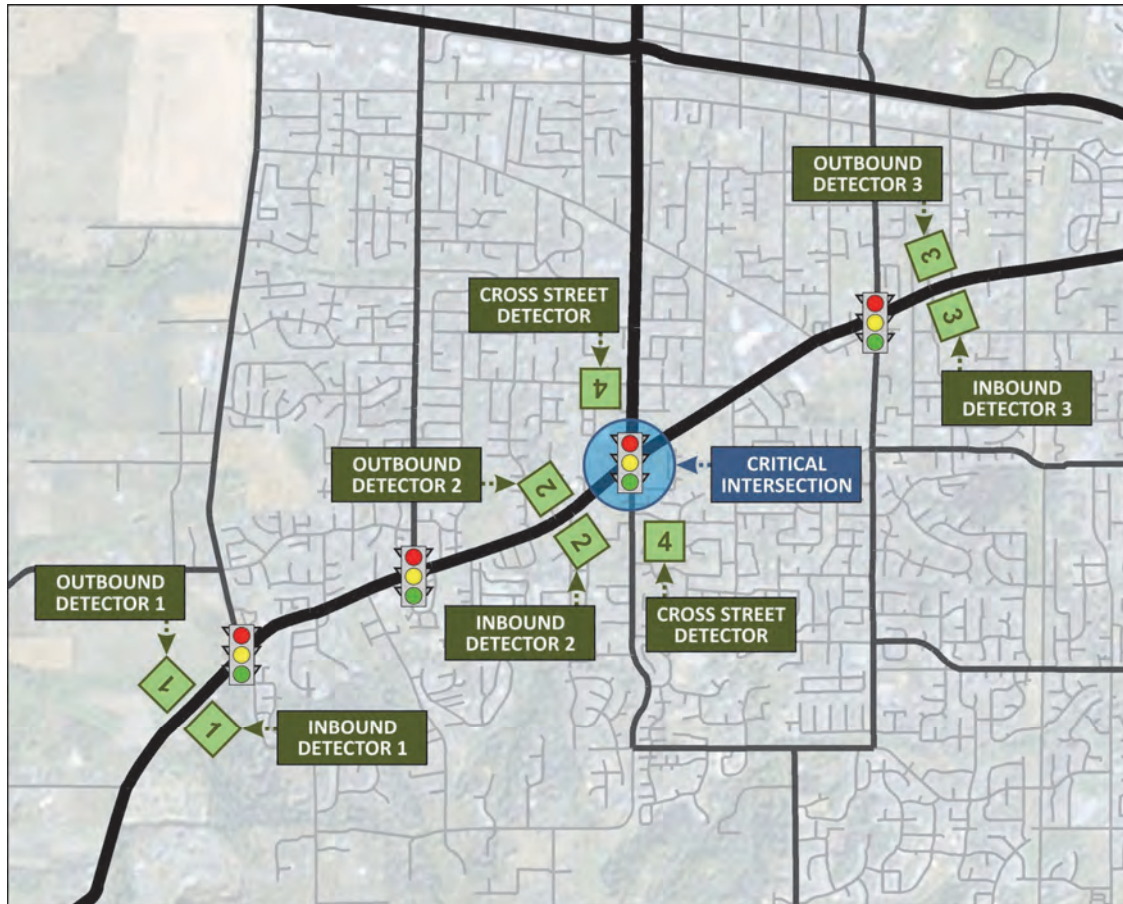 OUTBOUND
DETECTOR 3
3
3
INBOUND
DETECTOR 3
CROSS STREET
DETECTOR
4
CRITICAL
INTERSECTION
OUTBOUND
DETECTOR 2
2
2
INBOUND
DETECTOR 2
4
CROSS STREET
DETECTOR
OUTBOUND
DETECTOR 1
1
1
INBOUND
DETECTOR 1